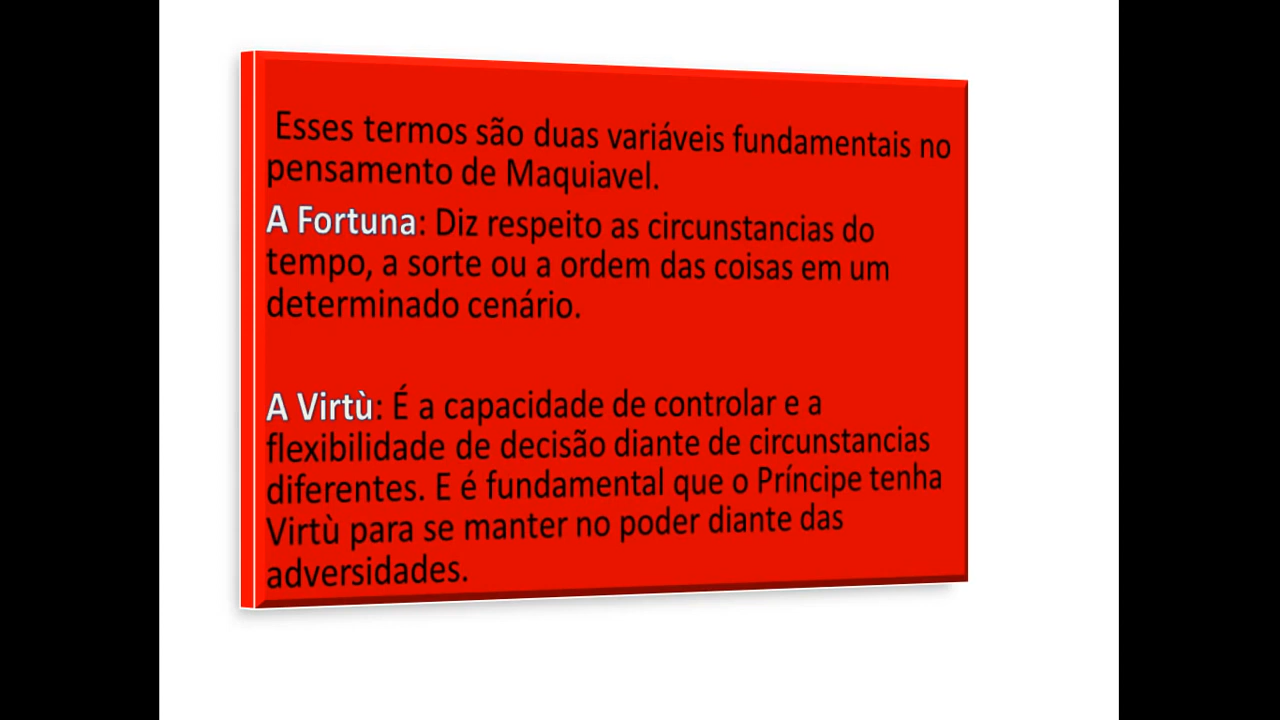 Esses termos são duas variáveis fundamentais no
pensamento de Maquiavel.
A Fortuna: Diz respeito as circunstancias do
tempo, a sorte ou a ordem das coisas em um
determinado cenário.
A Virtù: É a capacidade de controlar e a
flexibilidade de decisão diante de circunstancias
diferentes. E é fundamental que o Príncipe tenha
Virtù para se manter no poder diante das
adversidades.